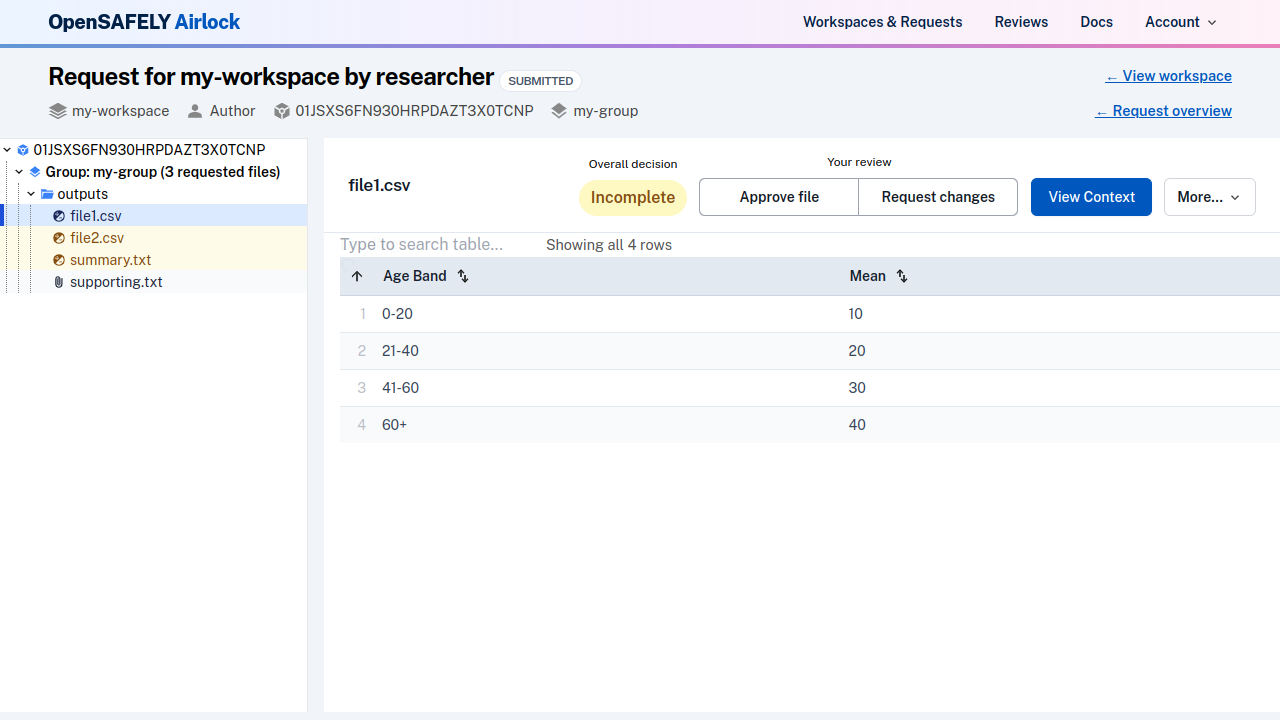 OpenSAFELY Airlock
Workspaces & Requests
Reviews
Docs
Account
Request for my-workspace by researcher SUBMITTED
← View workspace
my-workspace
Author
01JSXS6FN930HRPDAZT3X0TCNP
my-group
← Request overview
01JSXS6FN930HRPDAZT3X0TCNP
Group: my-group (3 requested files)
outputs
file1.csv
file2.csv
summary.txt
supporting.txt
file1.csv
Overall decision
Incomplete
Your review
Approve file
Request changes
View Context
More...
Type to search table...
Showing all 4 rows
Age Band
Mean
1 0-20 10
2 21-40 20
3 41-60 30
4 60+ 40